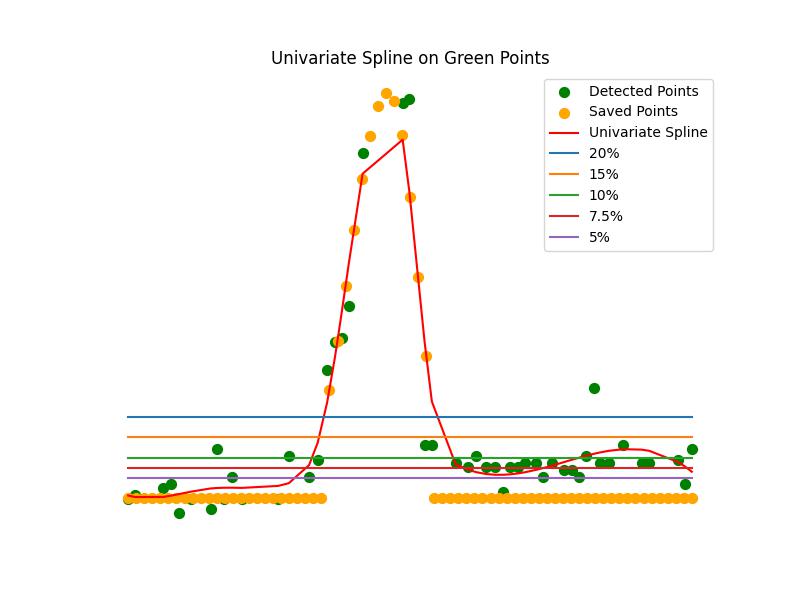 Univariate Spline on Green Points
Detected Points
Saved Points
Univariate Spline
20%
15%
10%
7.5%
5%